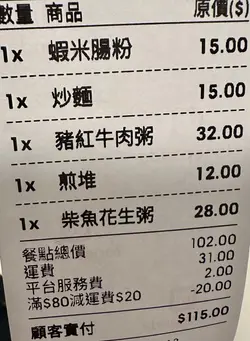 數量 商品 原價($)
1x 蝦米腸粉 15.00
1x 炒麵 15.00
1x 豬紅牛肉粥 32.00
1x 煎堆 12.00
1x 柴魚花生粥 28.00
餐點總價 102.00
運費 31.00
平台服務費 2.00
滿$80減運費$20 -20.00
顧客實付 $115.00